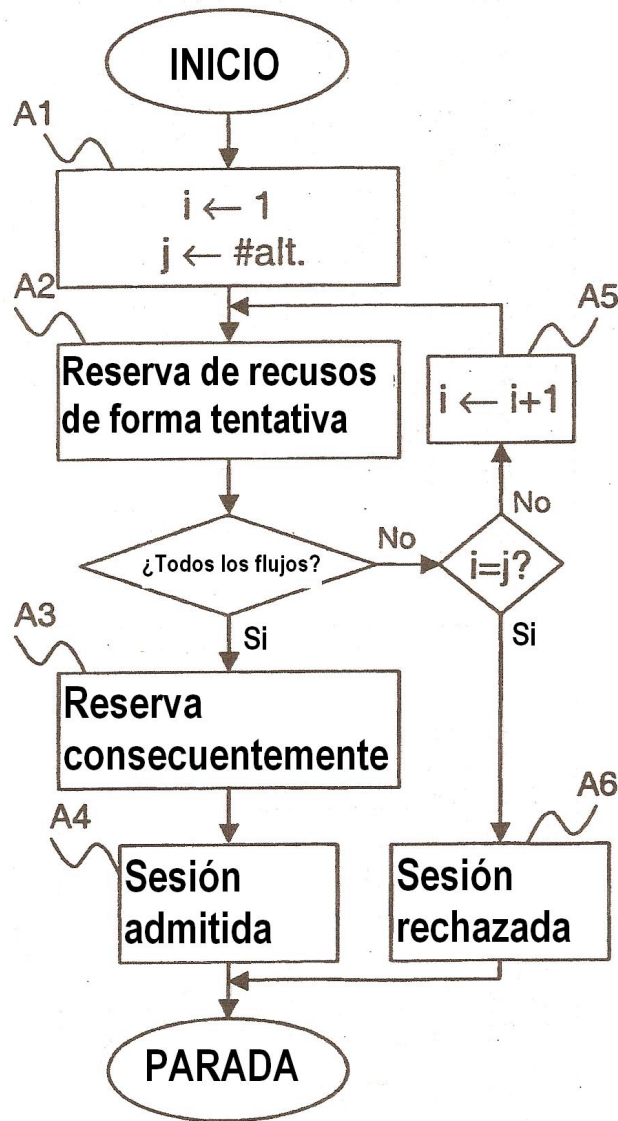 INICIO
A1
i ← 1
j ← #alt.
A2
A5
Reserva de recusos
de forma tentativa
i ← i+1
No
¿Todos los flujos?
No
i=j?
A3
Si
Si
Reserva
consecuentemente
A4
A6
Sesión
admitida
Sesión
rechazada
PARADA